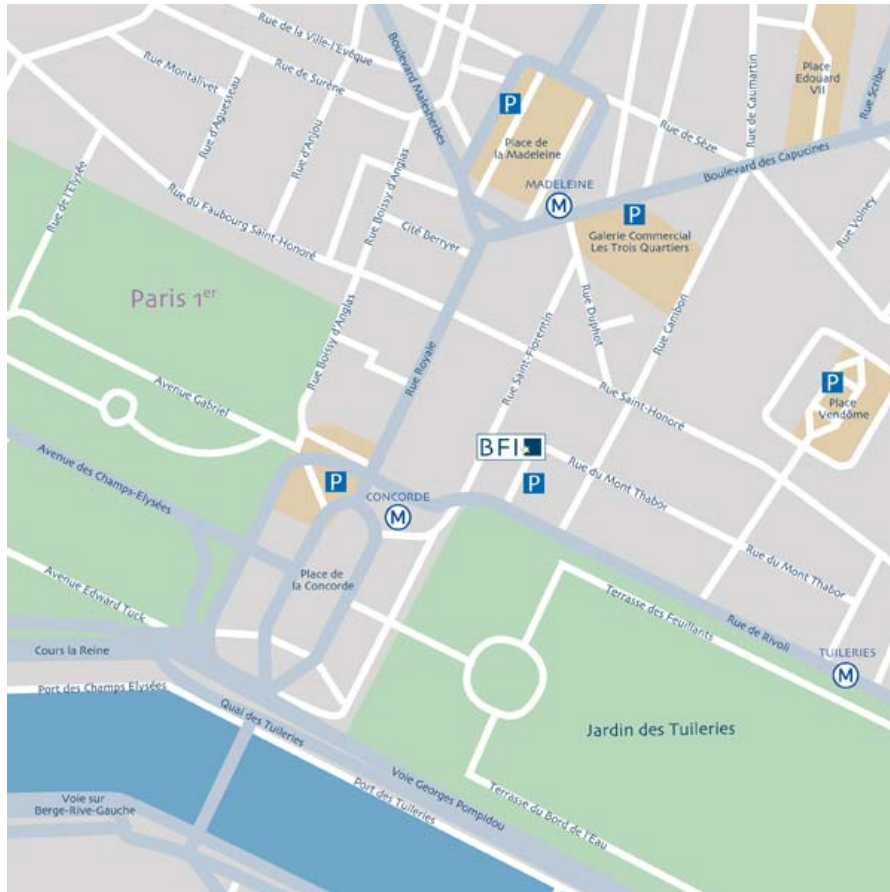 Rue de la Ville-l'Evêque
Rue Montalivet
Rue de Surène
Rue d'Aguesseau
Rue d'Anjou
Boulevard Malesherbes
P
Place de
la Madeleine
MADELEINE
M
Rue de Sèze
Rue de Caumartin
Place
Edouard
VII
Rue Scribe
Boulevard des Capucines
Rue de l'Elysée
Rue du Faubourg Saint-Honoré
Rue Boissy d'Anglas
Cité Berryer
P
Galerie Commercial
Les Trois Quartiers
Rue Volney
Paris 1er
Rue Boissy d'Anglas
Rue Royale
Rue Saint-Florentin
Rue Duphot
Rue Cambon
Avenue Gabriel
Rue Saint-Honoré
P
Place
Vendôme
BFI
P
Rue du Mont Thabor
Avenue des Champs-Elysées
P
CONCORDE
M
Place de
la Concorde
Rue du Mont Thabor
Avenue Edward Tuck
Terrasse des Feuillants
Rue de Rivoli
TUILERIES
M
Cours la Reine
Port des Champs Elysées
Quai des Tuileries
Jardin des Tuileries
Voie sur
Berge-Rive-Gauche
Port des Tuileries
Voie Georges Pompidou
Terrasse du Bord de l'Eau